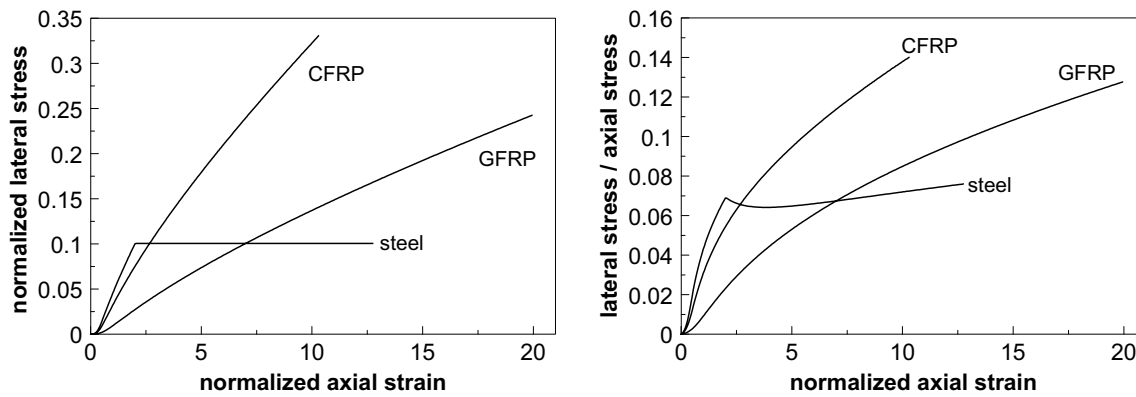 0.35
0.3
0.25
0.2
0.15
0.1
0.05
0
normalized lateral stress
CFRP
GFRP
steel
0 5 10 15 20
normalized axial strain
0.16
0.14
0.12
0.1
0.08
0.06
0.04
0.02
0
lateral stress / axial stress
CFRP
GFRP
steel
0 5 10 15 20
normalized axial strain